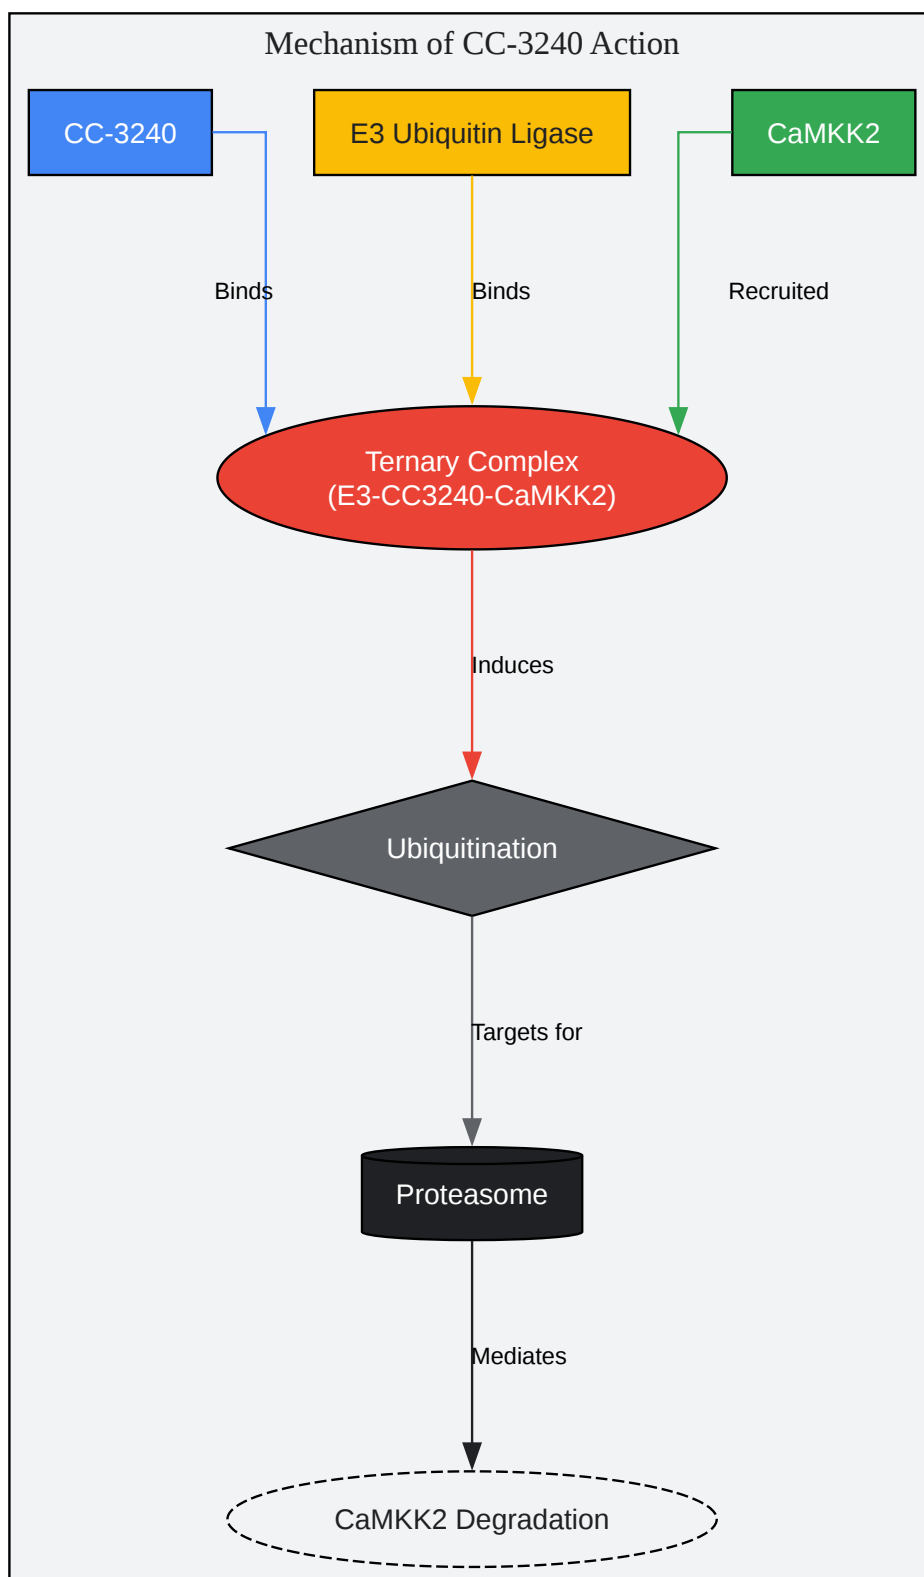 Mechanism of CC-3240 Action
CC-3240
E3 Ubiquitin Ligase
CaMKK2
Binds
Binds
Recruited
Ternary Complex
(E3-CC3240-CaMKK2)
Induces
Ubiquitination
Targets for
Proteasome
Mediates
CaMKK2 Degradation